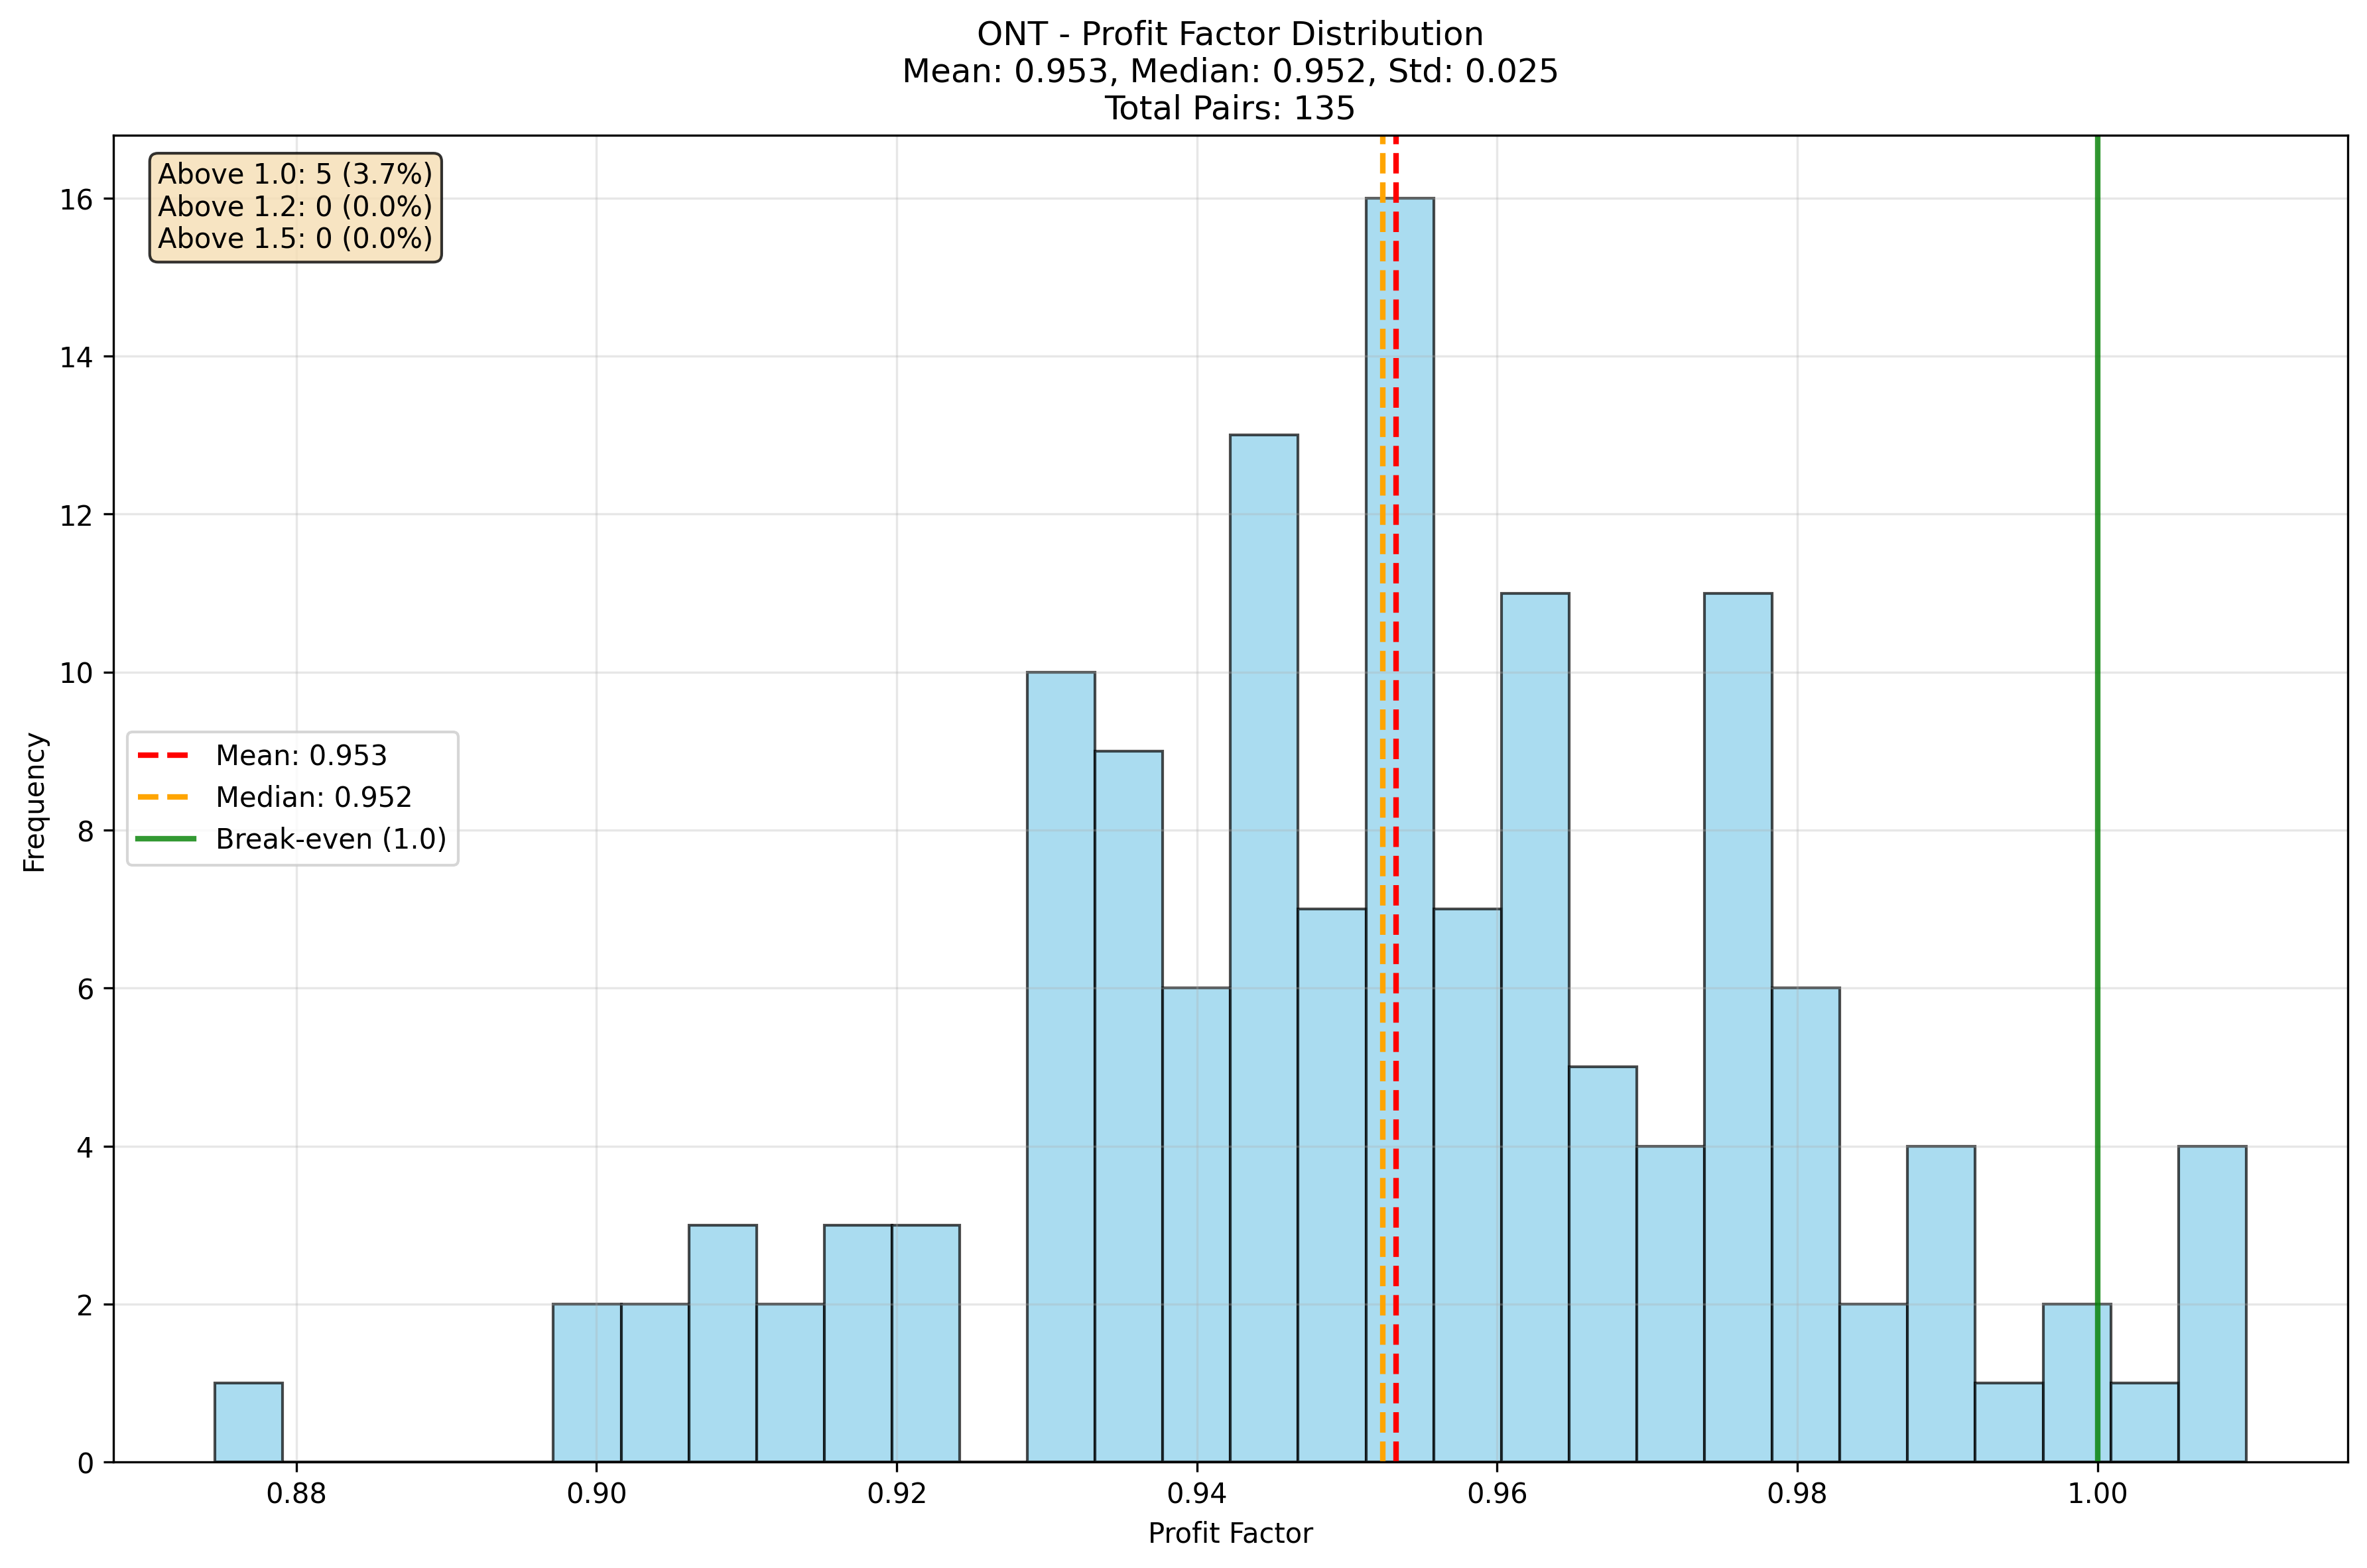 ONT - Profit Factor Distribution
Mean: 0.953, Median: 0.952, Std: 0.025
Total Pairs: 135
Above 1.0: 5 (3.7%)
Above 1.2: 0 (0.0%)
Above 1.5: 0 (0.0%)
16
14
12
10
8
6
4
2
0
Frequency
Mean: 0.953
Median: 0.952
Break-even (1.0)
0.88
0.90
0.92
0.94
0.96
0.98
1.00
Profit Factor